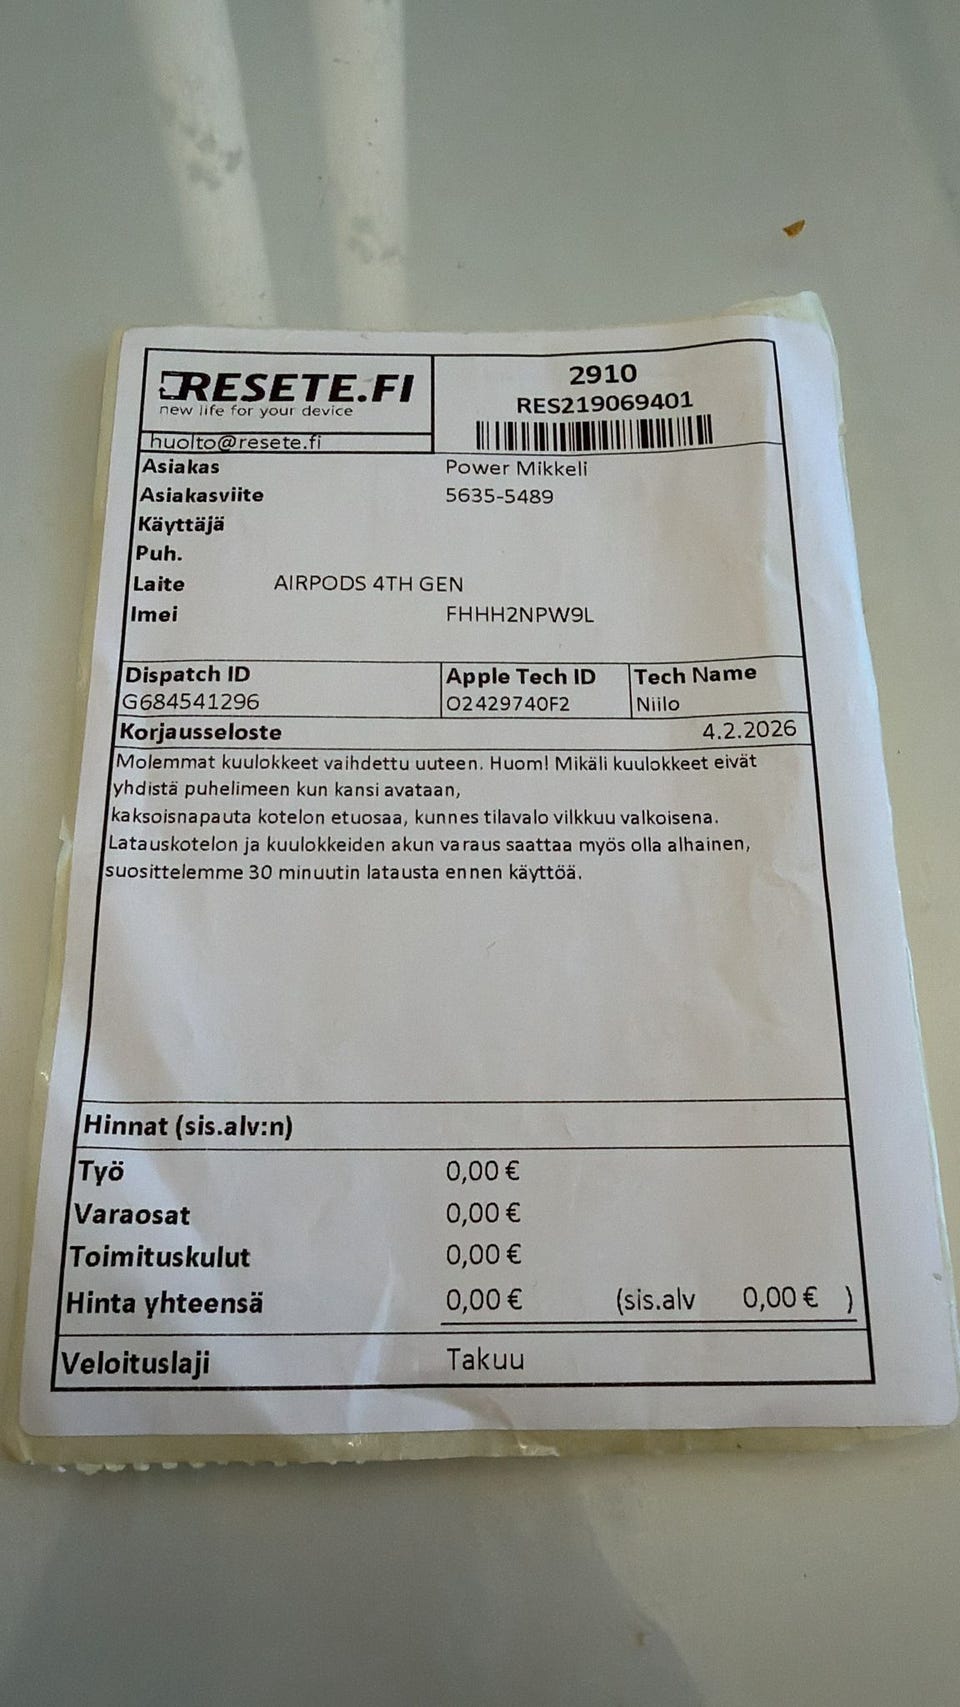 RESETE.FI
new life for your device
huolto@resete.fi
2910
RES219069401
Asiakas Power Mikkeli
Asiakasviite 5635-5489
Käyttäjä
Puh.
Laite AIRPODS 4TH GEN
Imei FHHH2NPW9L
Dispatch ID Apple Tech ID Tech Name
G684541296 O2429740F2 Niilo
Korjausseloste 4.2.2026
Molemmat kuulokkeet vaihdettu uuteen. Huom! Mikäli kuulokkeet eivät
yhdistä puhelimeen kun kansi avataan,
kaksoisnapauta kotelon etuosaa, kunnes tilavalo vilkkuu valkoisena.
Latauskotelon ja kuulokkeiden akun varaus saattaa myös olla alhainen,
suosittelemme 30 minuutin latausta ennen käyttöä.
Hinnat (sis.alv:n)
Työ 0,00 €
Varaosat 0,00 €
Toimituskulut 0,00 €
Hinta yhteensä 0,00 € (sis.alv 0,00 € )
Veloituslaji Takuu